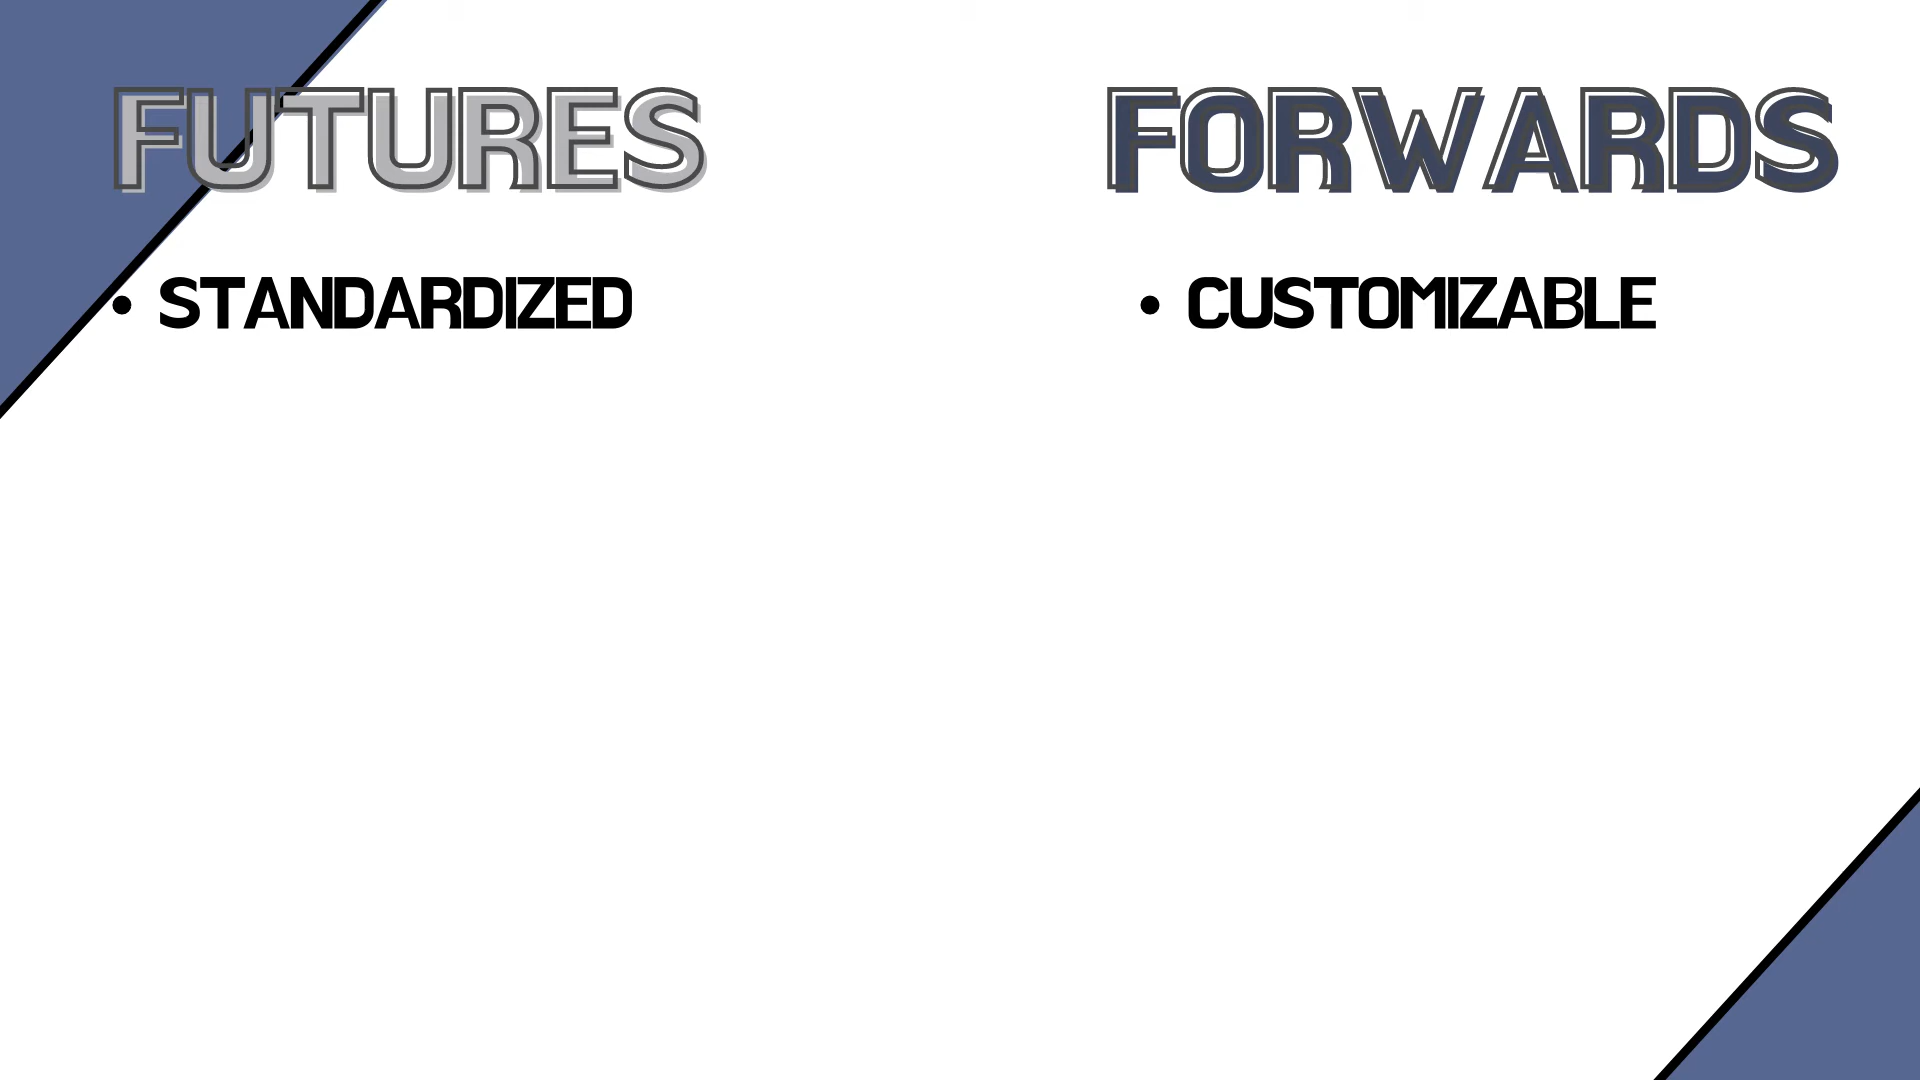 FUTURES
FORWARDS
• STANDARDIZED
• CUSTOMIZABLE